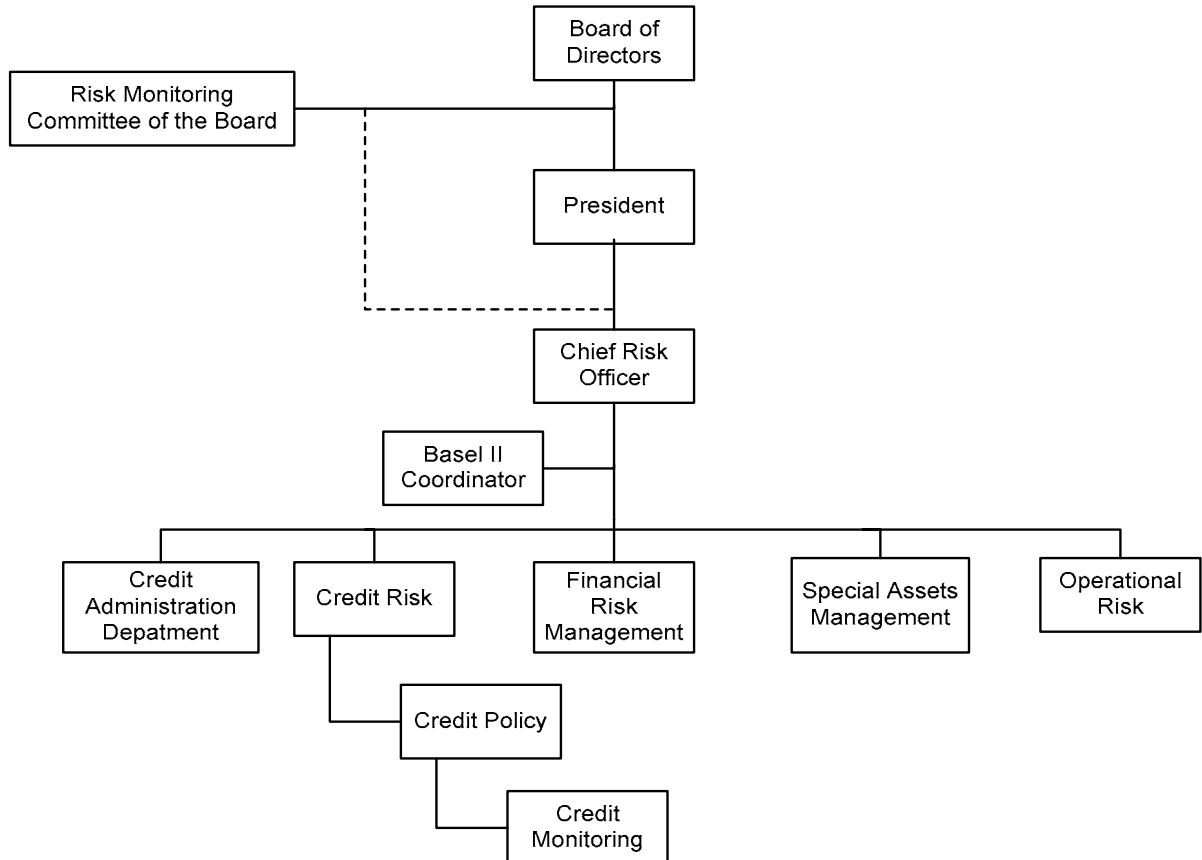 Board of
Directors
Risk Monitoring
Committee of the Board
President
Chief Risk
Officer
Basel II
Coordinator
Credit
Administration
Depatment
Credit Risk
Financial
Risk
Management
Special Assets
Management
Operational
Risk
Credit Policy
Credit
Monitoring